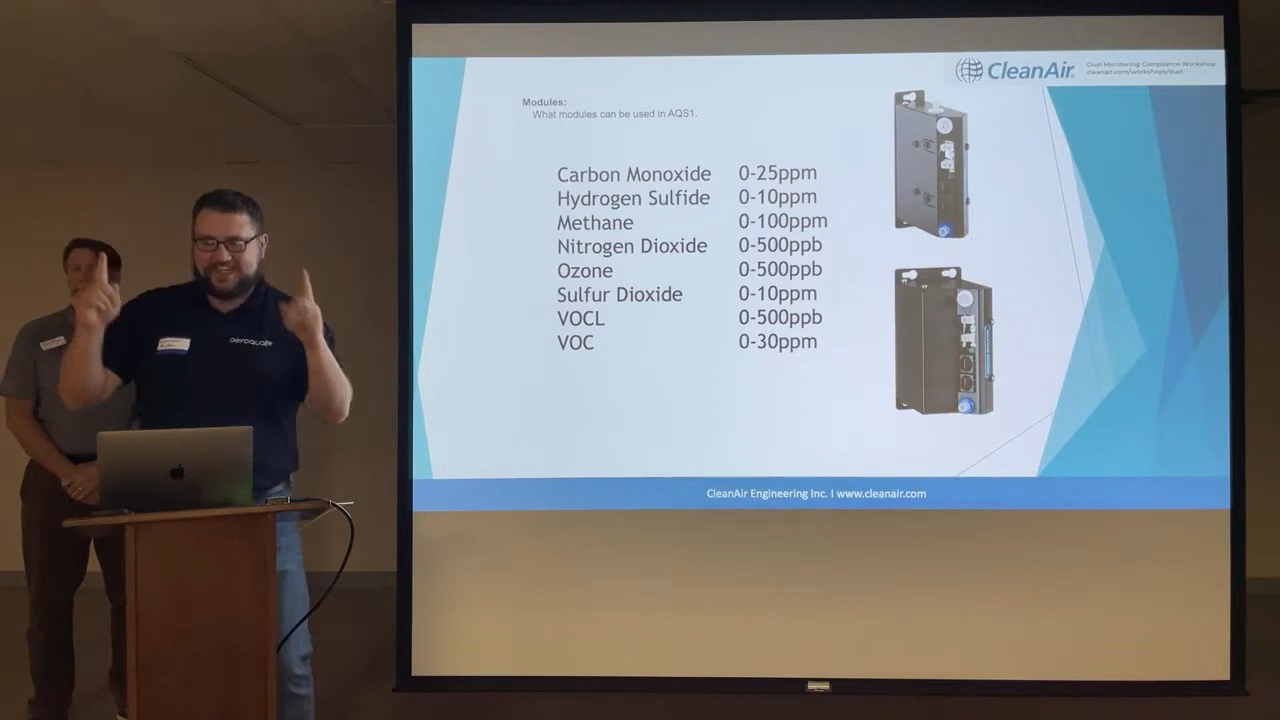 CleanAir.
Dust Monitoring Compliance Workshop
cleanair.com/workshops/dust
Modules:
What modules can be used in AQS1.
Carbon Monoxide 0-25ppm
Hydrogen Sulfide 0-10ppm
Methane 0-100ppm
Nitrogen Dioxide 0-500ppb
Ozone 0-500ppb
Sulfur Dioxide 0-10ppm
VOCL 0-500ppb
VOC 0-30ppm
CleanAir Engineering Inc. I www.cleanair.com
aeroqual